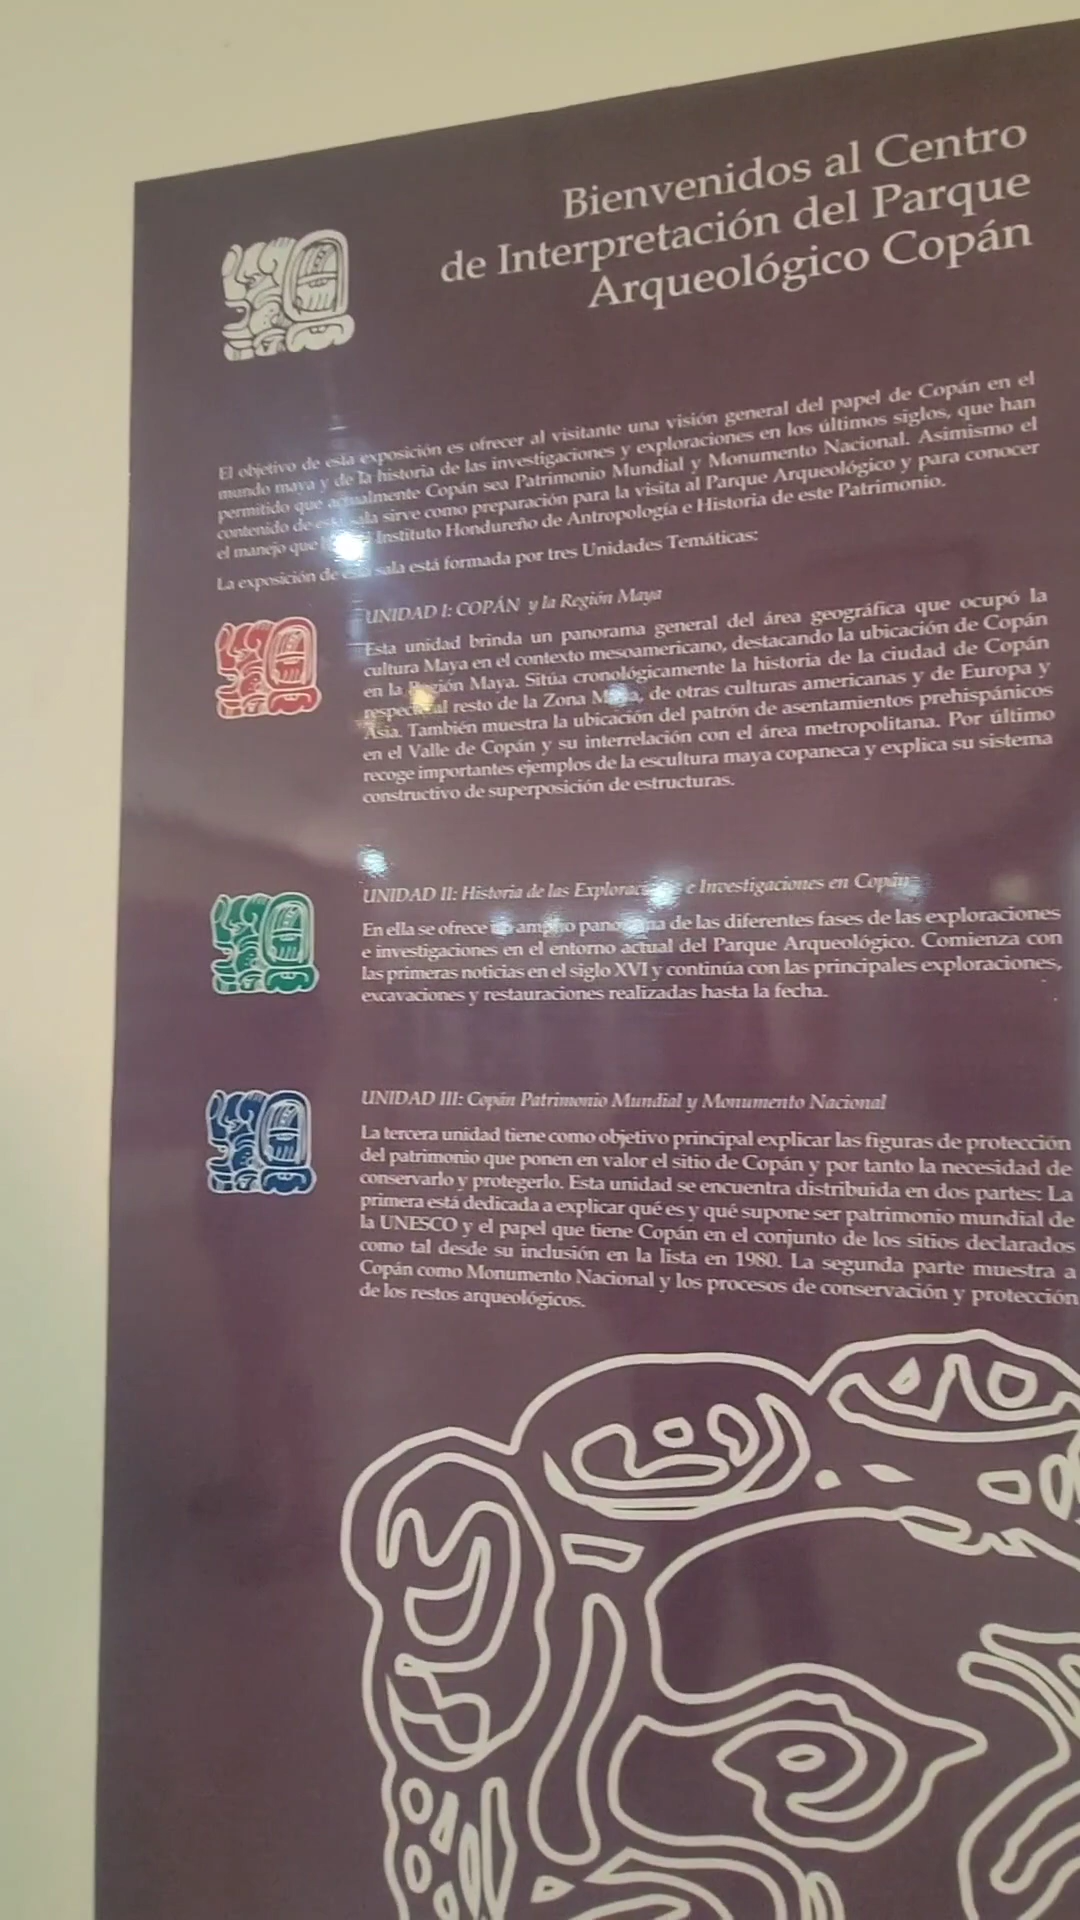 Bienvenidos al Centro
de Interpretación del Parque
Arqueológico Copán
El objetivo de esta exposición es ofrecer al visitante una visión general del papel de Copán en el
mundo maya y de la historia de las investigaciones y exploraciones en los últimos siglos, que han
permitido que actualmente Copán sea Patrimonio Mundial y Monumento Nacional. Asimismo el
contenido de esta sala sirve como preparación para la visita al Parque Arqueológico y para conocer
el manejo que Instituto Hondureño de Antropología e Historia de este Patrimonio.
La exposición de esta sala está formada por tres Unidades Temáticas:
UNIDAD I: COPÁN y la Región Maya
Esta unidad brinda un panorama general del área geográfica que ocupó la
cultura Maya en el contexto mesoamericano, destacando la ubicación de Copán
en la Región Maya. Sitúa cronológicamente la historia de la ciudad de Copán
respecto al resto de la Zona Maya, de otras culturas americanas y de Europa y
Asia. También muestra la ubicación del patrón de asentamientos prehispánicos
en el Valle de Copán y su interrelación con el área metropolitana. Por último
recoge importantes ejemplos de la escultura maya copaneca y explica su sistema
constructivo de superposición de estructuras.
UNIDAD II: Historia de las Exploraciones e Investigaciones en Copán
En ella se ofrece un amplio panorama de las diferentes fases de las exploraciones
e investigaciones en el entorno actual del Parque Arqueológico. Comienza con
las primeras noticias en el siglo XVI y continúa con las principales exploraciones,
excavaciones y restauraciones realizadas hasta la fecha.
UNIDAD III: Copán Patrimonio Mundial y Monumento Nacional
La tercera unidad tiene como objetivo principal explicar las figuras de protección
del patrimonio que ponen en valor el sitio de Copán y por tanto la necesidad de
conservarlo y protegerlo. Esta unidad se encuentra distribuida en dos partes: La
primera está dedicada a explicar qué es y qué supone ser patrimonio mundial de
la UNESCO y el papel que tiene Copán en el conjunto de los sitios declarados
como tal desde su inclusión en la lista en 1980. La segunda parte muestra a
Copán como Monumento Nacional y los procesos de conservación y protección
de los restos arqueológicos.